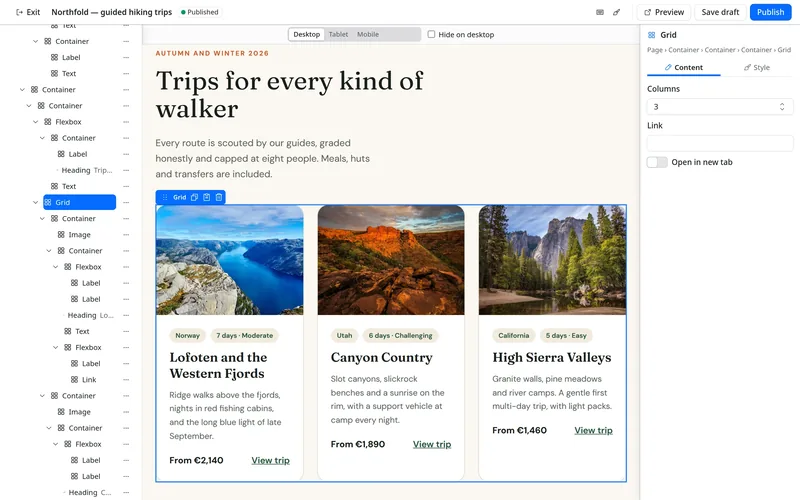 Exit
Northfold — guided hiking trips
Published
Preview
Save draft
Publish
Text
Container
Label
Text
Container
Container
Flexbox
Container
Label
Heading Trip...
Text
Grid
Container
Image
Container
Flexbox
Label
Label
Heading Lo...
Text
Flexbox
Label
Link
Container
Image
Container
Flexbox
Label
Label
Heading C...
Desktop Tablet Mobile
Hide on desktop
AUTUMN AND WINTER 2026
Trips for every kind of
walker
Every route is scouted by our guides, graded
honestly and capped at eight people. Meals, huts
and transfers are included.
Grid
Norway 7 days · Moderate
Lofoten and the
Western Fjords
Ridge walks above the fjords,
nights in red fishing cabins,
and the long blue light of late
September.
From €2,140 View trip
Utah 6 days · Challenging
Canyon Country
Slot canyons, slickrock
benches and a sunrise on the
rim, with a support vehicle at
camp every night.
From €1,890 View trip
California 5 days · Easy
High Sierra Valleys
Granite walls, pine meadows
and river camps. A gentle first
multi-day trip, with light packs.
From €1,460 View trip
Grid
Page › Container › Container › Container › Grid
Content Style
Columns
3
Link
Open in new tab